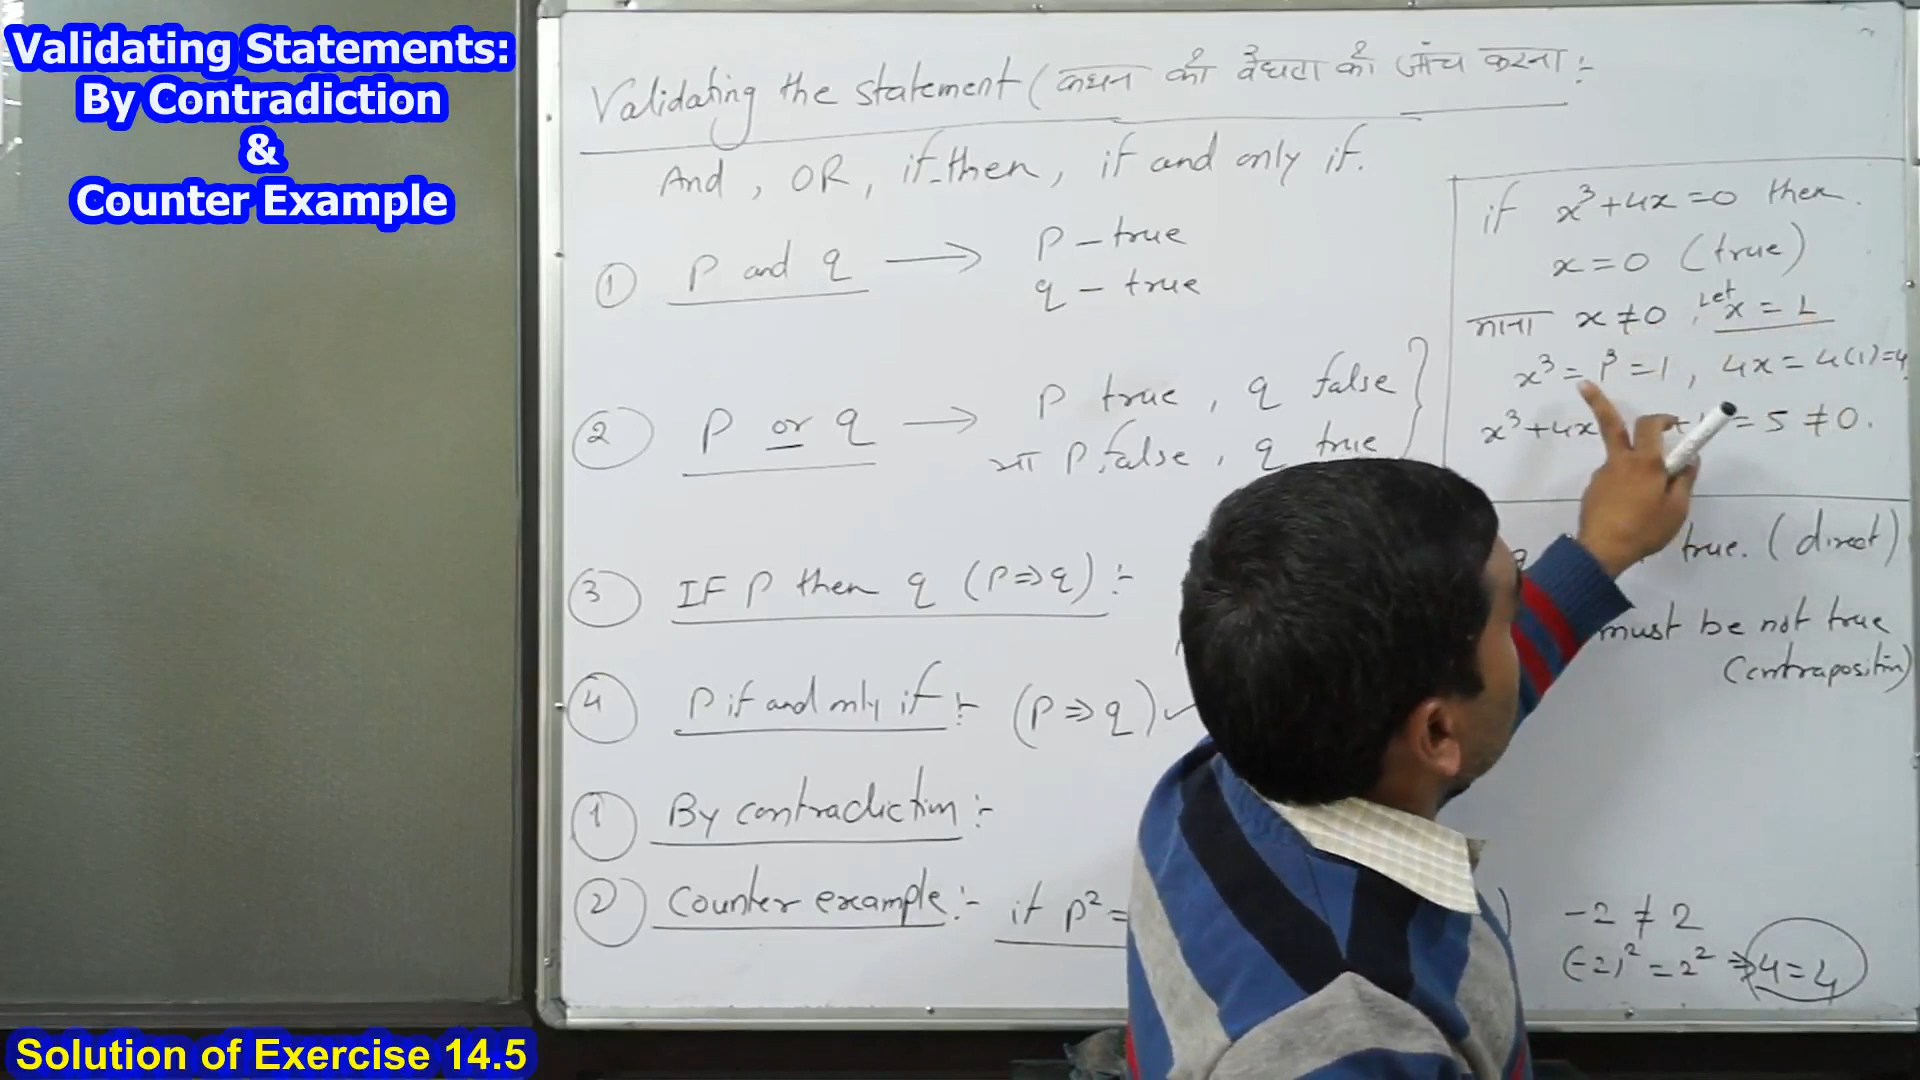 Validating Statements:
By Contradiction
&
Counter Example
Validating the statement (कथन की वैधता की जाँच करना :-
And , OR , if-then , if and only if.
① P and q ⟶ P - true
q - true
② P or q ⟶ P true , q false
या P false , q true
③ IF P then q (P ⇒ q) :-
④ P if and only if :- (P ⇒ q) ✓
① By contradiction :-
② Counter example :- if p² =
if x³ + 4x = 0 then.
x = 0 (true)
माना x ≠ 0 , Let x = 1
x³ = 1³ = 1 , 4x = 4(1) = 4
x³ + 4x = 5 ≠ 0.
true. (direct)
must be not true
(contraposition)
-2 ≠ 2
(-2)² = 2² ⇒ 4 = 4
Solution of Exercise 14.5